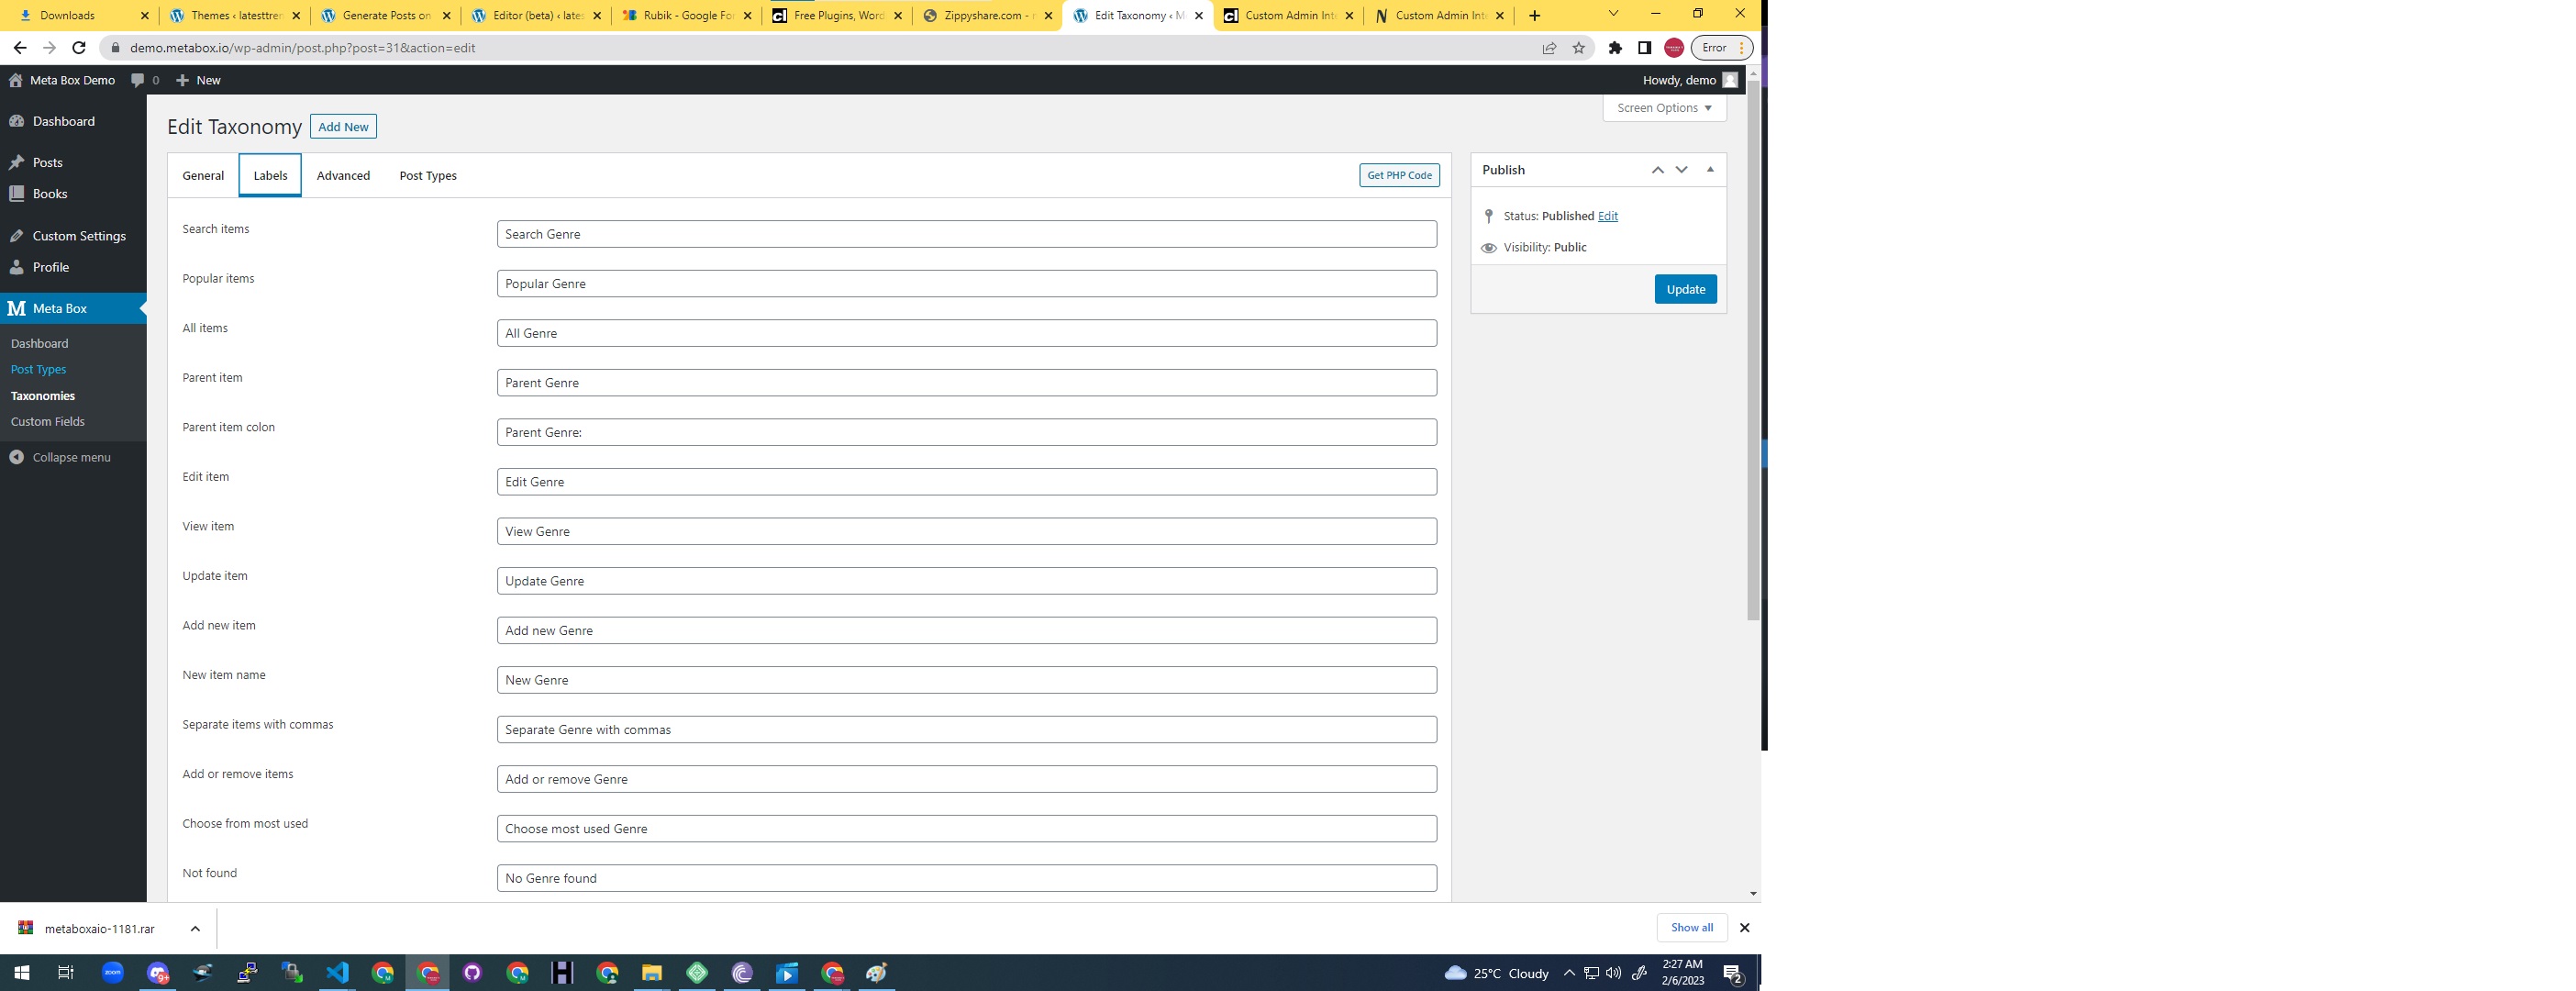 Downloads
Themes ‹ latesttren
Generate Posts on
Editor (beta) ‹ lates
Rubik - Google Fo
Free Plugins, Word
Zippyshare.com -
Edit Taxonomy ‹ M
Custom Admin Int
Custom Admin Int
demo.metabox.io/wp-admin/post.php?post=31&action=edit
Error
Meta Box Demo
0
New
Howdy, demo
Screen Options
Dashboard
Posts
Books
Custom Settings
Profile
Meta Box
Dashboard
Post Types
Taxonomies
Custom Fields
Collapse menu
Edit Taxonomy
Add New
General
Labels
Advanced
Post Types
Get PHP Code
Search items
Search Genre
Popular items
Popular Genre
All items
All Genre
Parent item
Parent Genre
Parent item colon
Parent Genre:
Edit item
Edit Genre
View item
View Genre
Update item
Update Genre
Add new item
Add new Genre
New item name
New Genre
Separate items with commas
Separate Genre with commas
Add or remove items
Add or remove Genre
Choose from most used
Choose most used Genre
Not found
No Genre found
Publish
Status: Published Edit
Visibility: Public
Update
metaboxaio-1181.rar
Show all
zoom
9+
25°C Cloudy
2:27 AM
2/6/2023
2